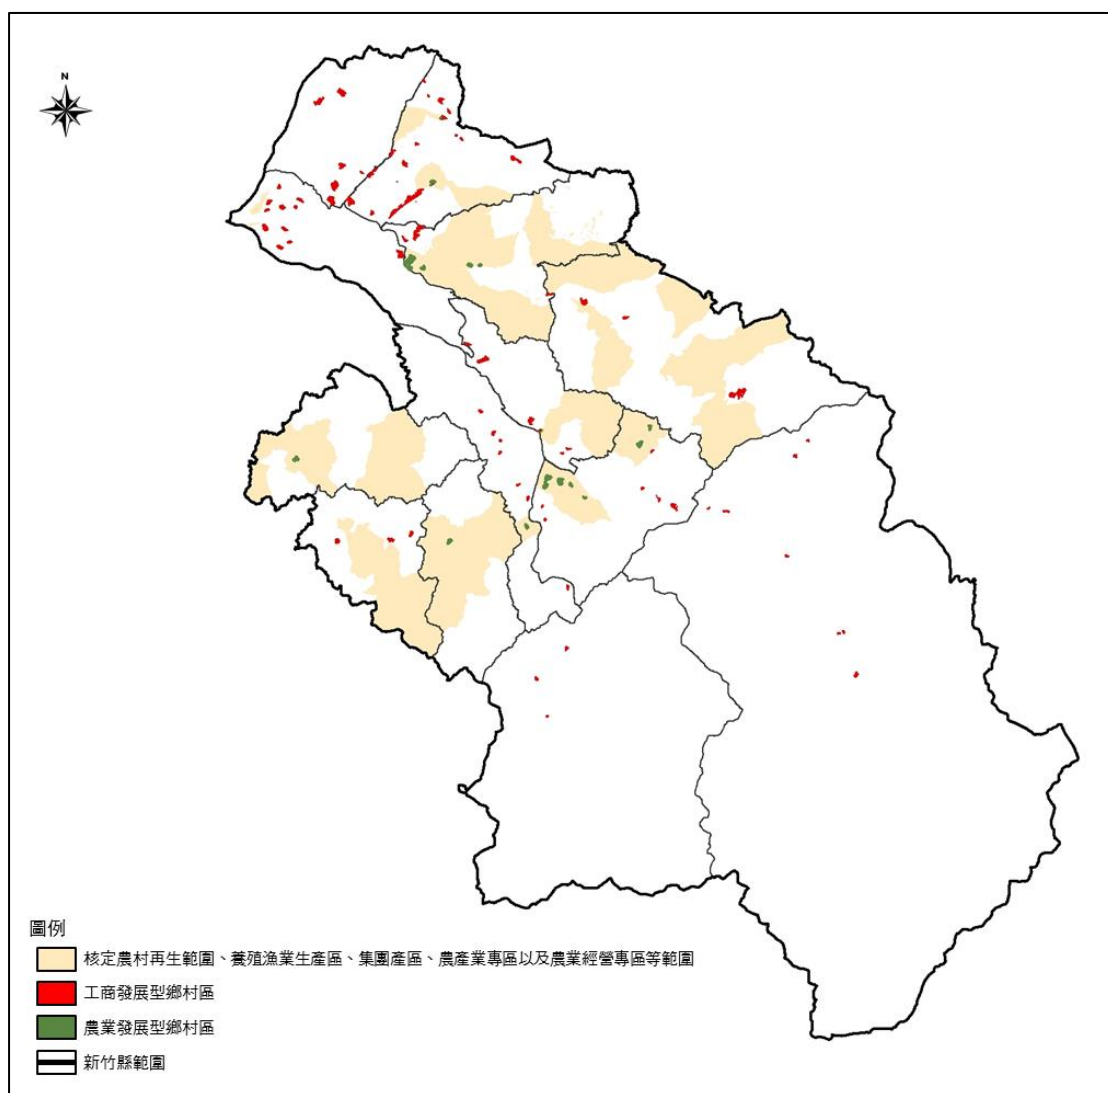 N
圖例
核定農村再生範圍、養殖漁業生產區、集團產區、農產業專區以及農業經營專區等範圍
工商發展型鄉村區
農業發展型鄉村區
新竹縣範圍